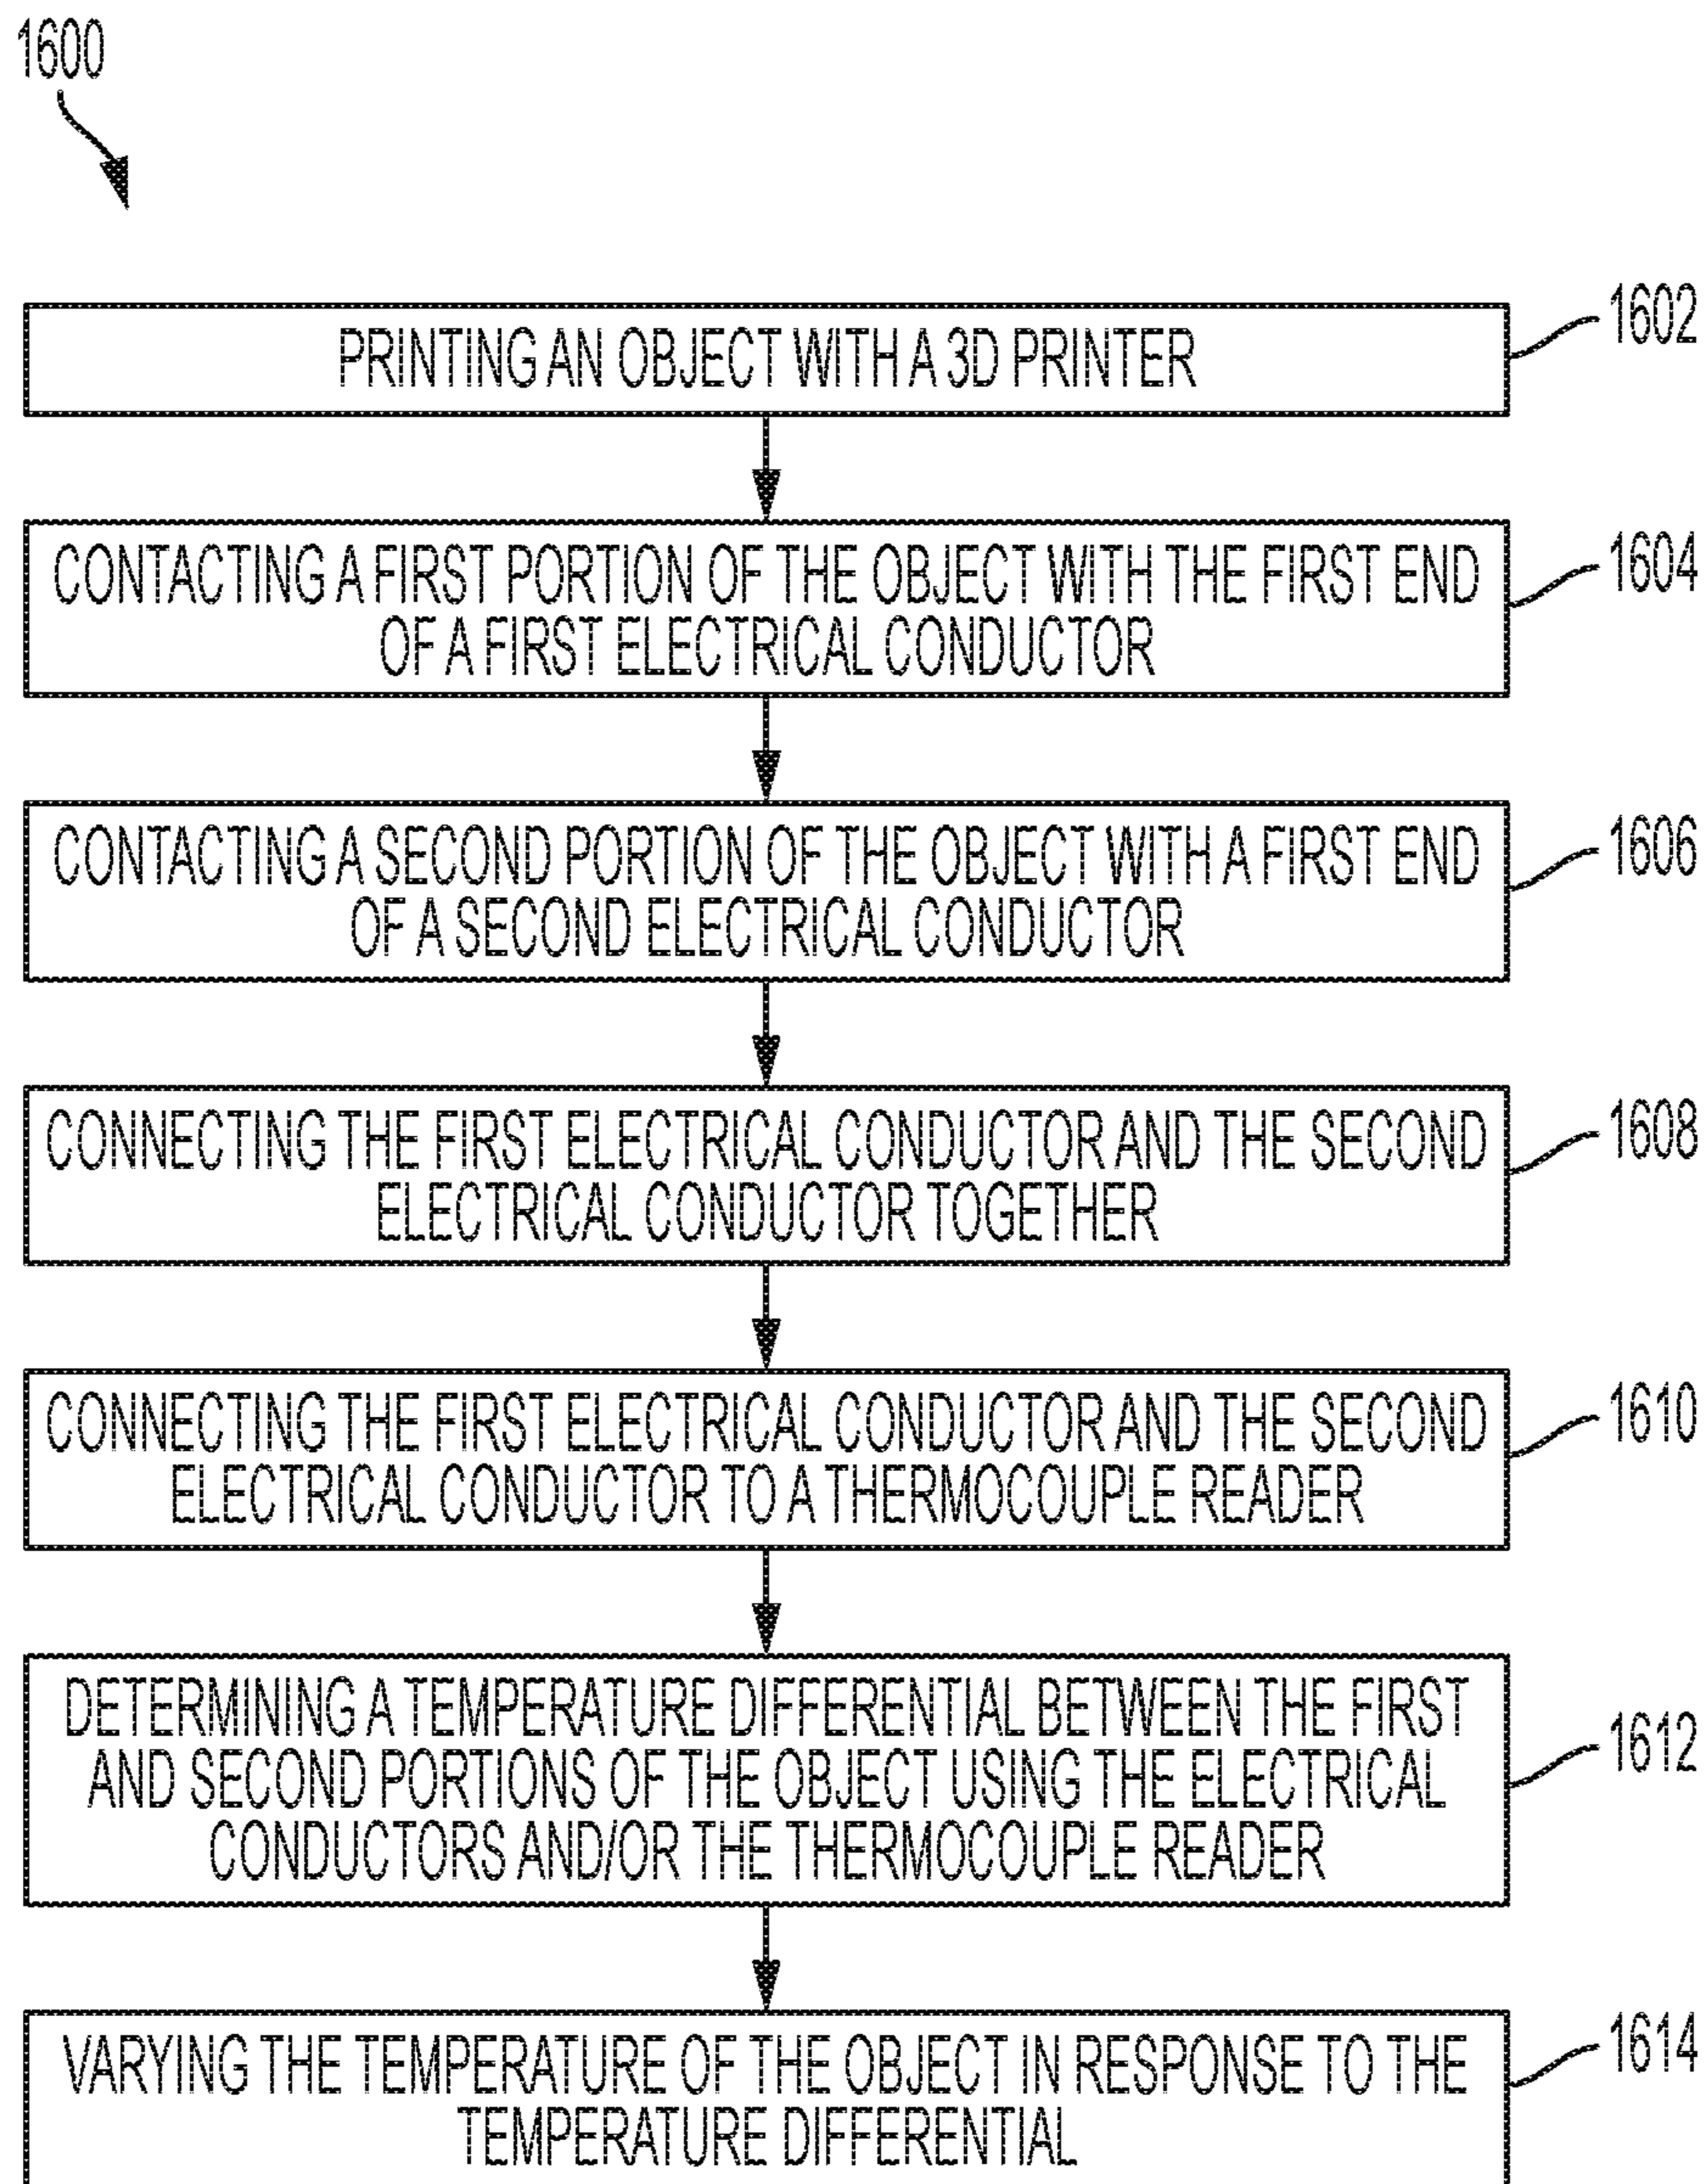 1600
PRINTING AN OBJECT WITH A 3D PRINTER
1602
CONTACTING A FIRST PORTION OF THE OBJECT WITH THE FIRST END
OF A FIRST ELECTRICAL CONDUCTOR
1604
CONTACTING A SECOND PORTION OF THE OBJECT WITH A FIRST END
OF A SECOND ELECTRICAL CONDUCTOR
1606
CONNECTING THE FIRST ELECTRICAL CONDUCTOR AND THE SECOND
ELECTRICAL CONDUCTOR TOGETHER
1608
CONNECTING THE FIRST ELECTRICAL CONDUCTOR AND THE SECOND
ELECTRICAL CONDUCTOR TO A THERMOCOUPLE READER
1610
DETERMINING A TEMPERATURE DIFFERENTIAL BETWEEN THE FIRST
AND SECOND PORTIONS OF THE OBJECT USING THE ELECTRICAL
CONDUCTORS AND/OR THE THERMOCOUPLE READER
1612
VARYING THE TEMPERATURE OF THE OBJECT IN RESPONSE TO THE
TEMPERATURE DIFFERENTIAL
1614